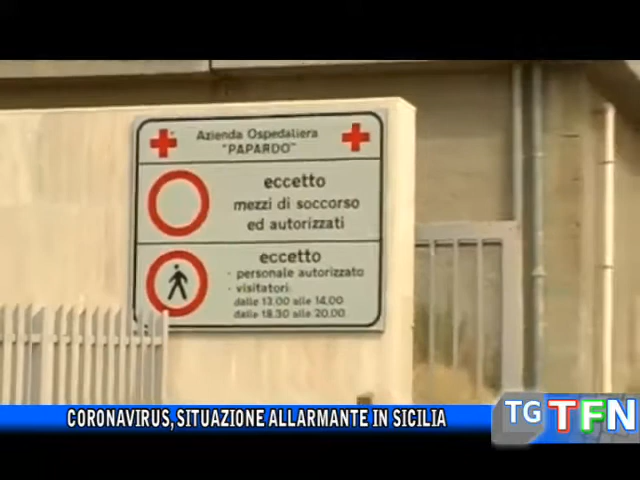 Azienda Ospedaliera
"PAPARDO"
eccetto
mezzi di soccorso
ed autorizzati
eccetto
- personale autorizzato
- visitatori:
dalle 13.00 alle 14.00
dalle 18.30 alle 20.00
CORONAVIRUS, SITUAZIONE ALLARMANTE IN SICILIA
TG TFN